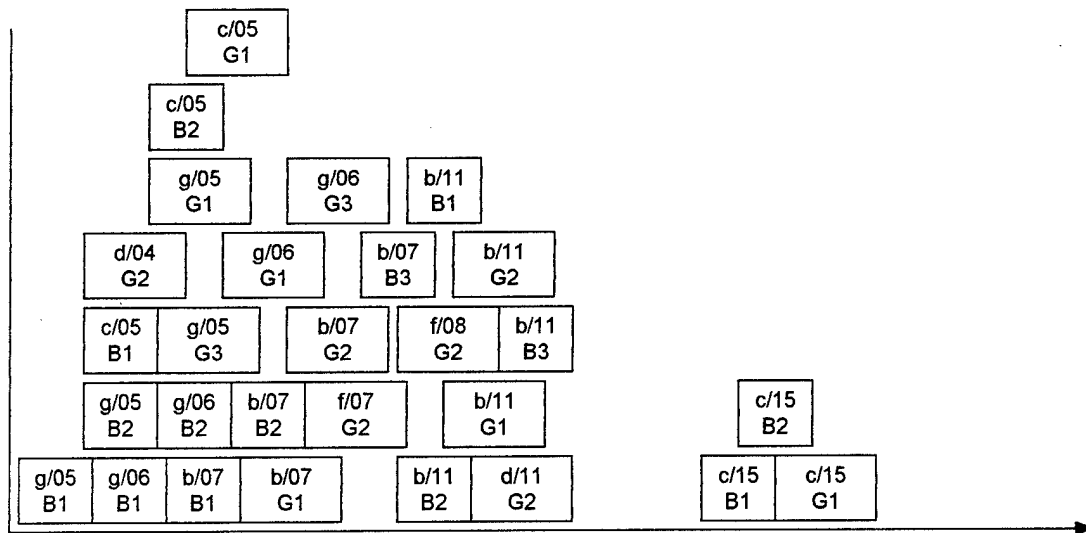 c/05
G1
c/05
B2
g/05
G1
g/06
G3
b/11
B1
d/04
G2
g/06
G1
b/07
B3
b/11
G2
c/05
B1
g/05
G3
b/07
G2
f/08
G2
b/11
B3
g/05
B2
g/06
B2
b/07
B2
f/07
G2
b/11
G1
c/15
B2
g/05
B1
g/06
B1
b/07
B1
b/07
G1
b/11
B2
d/11
G2
c/15
B1
c/15
G1